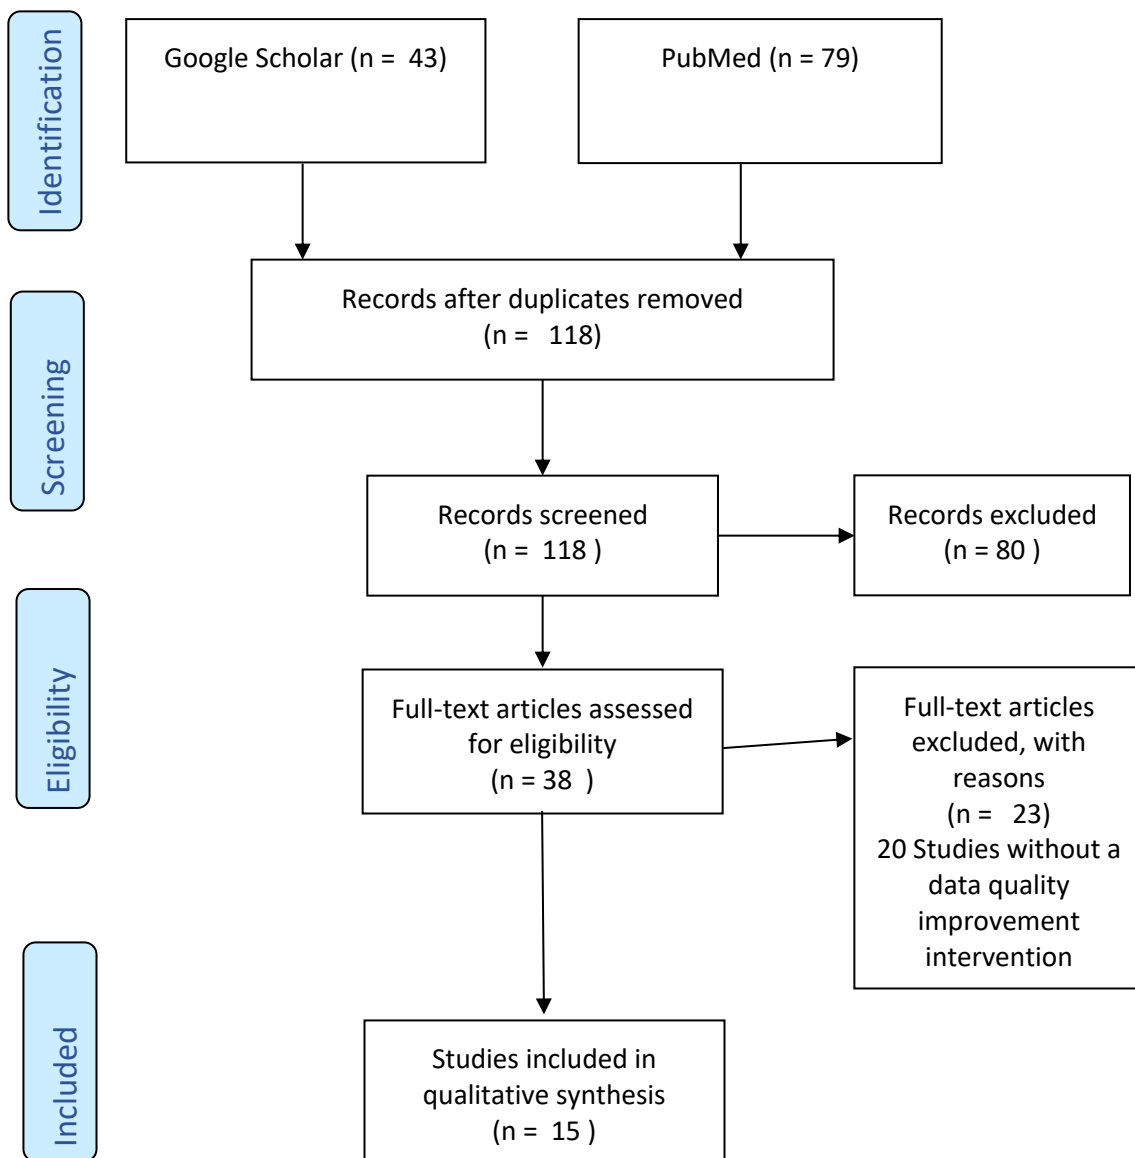 Identification
Google Scholar (n =  43)
PubMed (n = 79)
Records after duplicates removed
(n =   118)
Screening
Records screened
(n =  118 )
Records excluded
(n = 80 )
Eligibility
Full-text articles assessed
for eligibility
(n = 38  )
Full-text articles
excluded, with
reasons
(n =   23)
20 Studies without a
data quality
improvement
intervention
Included
Studies included in
qualitative synthesis
(n =  15 )